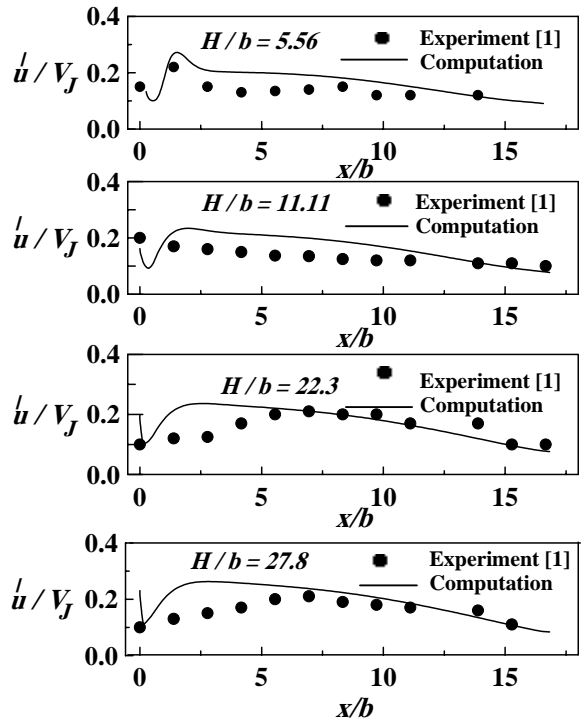 0.4
H / b = 5.56
Experiment [1]
Computation
u' / V_J
0.2
0.0
0 5 10 15
x/b
0.4
H / b = 11.11
Experiment [1]
Computation
u' / V_J
0.2
0.0
0 5 10 15
x/b
0.4
H / b = 22.3
Experiment [1]
Computation
u' / V_J
0.2
0.0
0 5 10 15
x/b
0.4
H / b = 27.8
Experiment [1]
Computation
u' / V_J
0.2
0.0
0 5 10 15
x/b